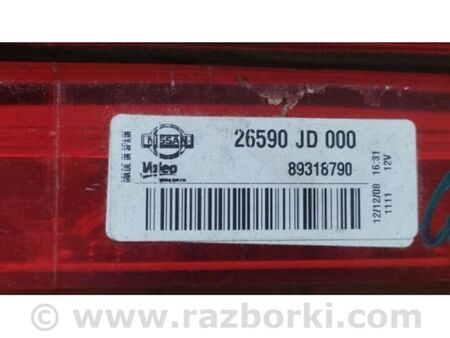 NISSAN
26590 JD 000
Valeo
89318790
12/12/08 16:31
1111 12V
© www.razborki.com